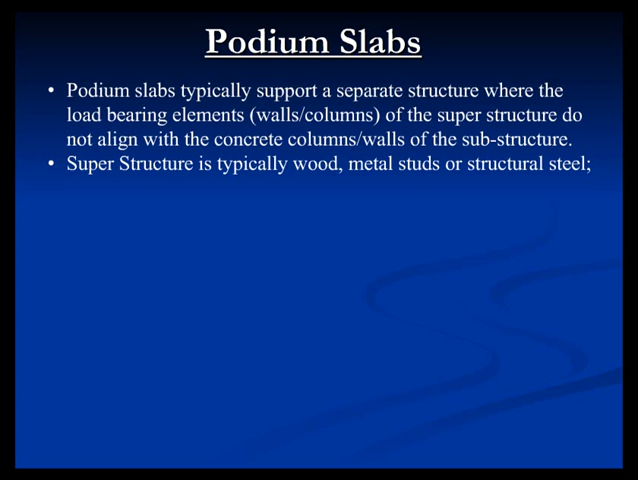 Podium Slabs
• Podium slabs typically support a separate structure where the
load bearing elements (walls/columns) of the super structure do
not align with the concrete columns/walls of the sub-structure.
• Super Structure is typically wood, metal studs or structural steel;